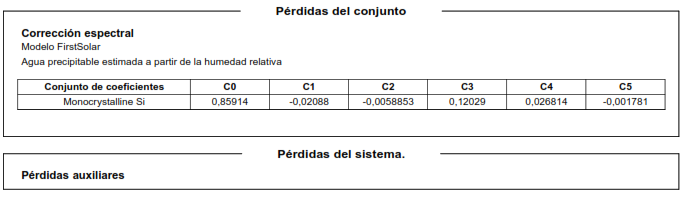 Pérdidas del conjunto
Corrección espectral
Modelo FirstSolar
Agua precipitable estimada a partir de la humedad relativa
Conjunto de coeficientes C0 C1 C2 C3 C4 C5
Monocrystalline Si 0,85914 -0,02088 -0,0058853 0,12029 0,026814 -0,001781
Pérdidas del sistema.
Pérdidas auxiliares